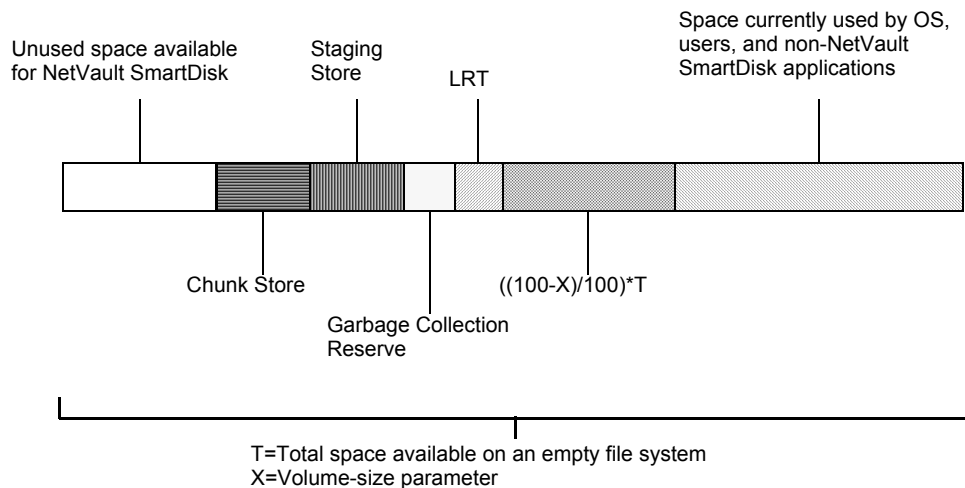 Unused space available
for NetVault SmartDisk
Staging
Store
LRT
Space currently used by OS,
users, and non-NetVault
SmartDisk applications
Chunk Store
Garbage Collection
Reserve
((100-X)/100)*T
T=Total space available on an empty file system
X=Volume-size parameter